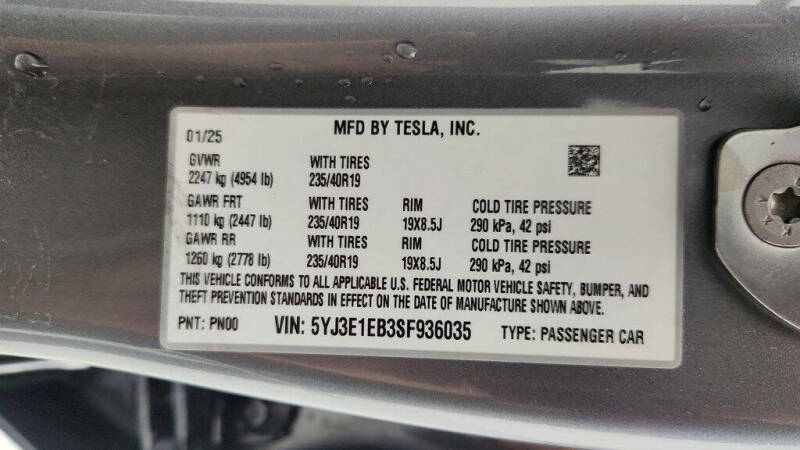 01/25 MFD BY TESLA, INC.
GVWR WITH TIRES
2247 kg (4954 lb) 235/40R19
GAWR FRT WITH TIRES RIM COLD TIRE PRESSURE
1110 kg (2447 lb) 235/40R19 19X8.5J 290 kPa, 42 psi
GAWR RR WITH TIRES RIM COLD TIRE PRESSURE
1260 kg (2778 lb) 235/40R19 19X8.5J 290 kPa, 42 psi
THIS VEHICLE CONFORMS TO ALL APPLICABLE U.S. FEDERAL MOTOR VEHICLE SAFETY, BUMPER, AND
THEFT PREVENTION STANDARDS IN EFFECT ON THE DATE OF MANUFACTURE SHOWN ABOVE.
PNT: PN00 VIN: 5YJ3E1EB3SF936035 TYPE: PASSENGER CAR